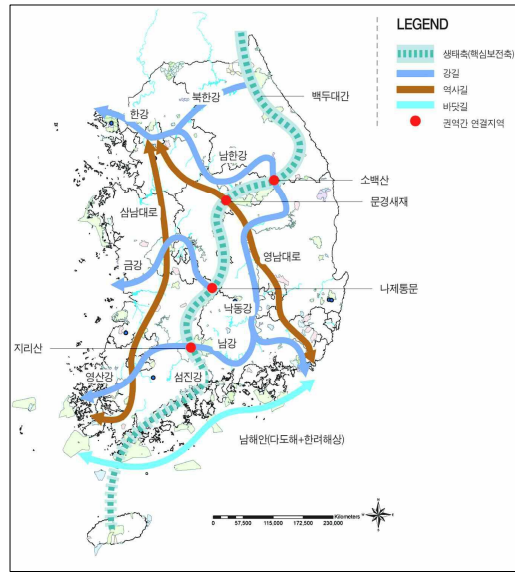 LEGEND
생태축(핵심보전축)
강길
역사길
바닷길
권역간 연결지역
북한강
백두대간
한강
남한강
소백산
문경새재
삼남대로
영남대로
금강
나제통문
낙동강
지리산
남강
영산강
섬진강
남해안(다도해+한려해상)
Kilometers
0 57,500 115,000 172,500 230,000